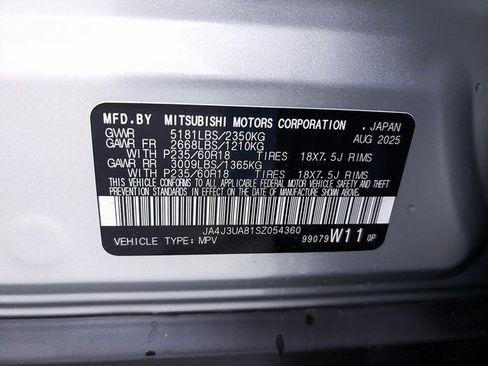 MFD.BY MITSUBISHI MOTORS CORPORATION , JAPAN
GVWR 5181LBS/2350KG AUG 2025
GAWR FR 2668LBS/1210KG
WITH P235/60R18 TIRES 18X7.5J RIMS
GAWR RR 3009LBS/1365KG
WITH P235/60R18 TIRES 18X7.5J RIMS
THIS VEHICLE CONFORMS TO ALL APPLICABLE FEDERAL MOTOR VEHICLE SAFETY AND THEFT
PREVENTION STANDARDS IN EFFECT ON THE DATE OF MANUFACTURE SHOWN ABOVE.
JA4J3UA81SZ054360
VEHICLE TYPE: MPV 99079 W11 0P